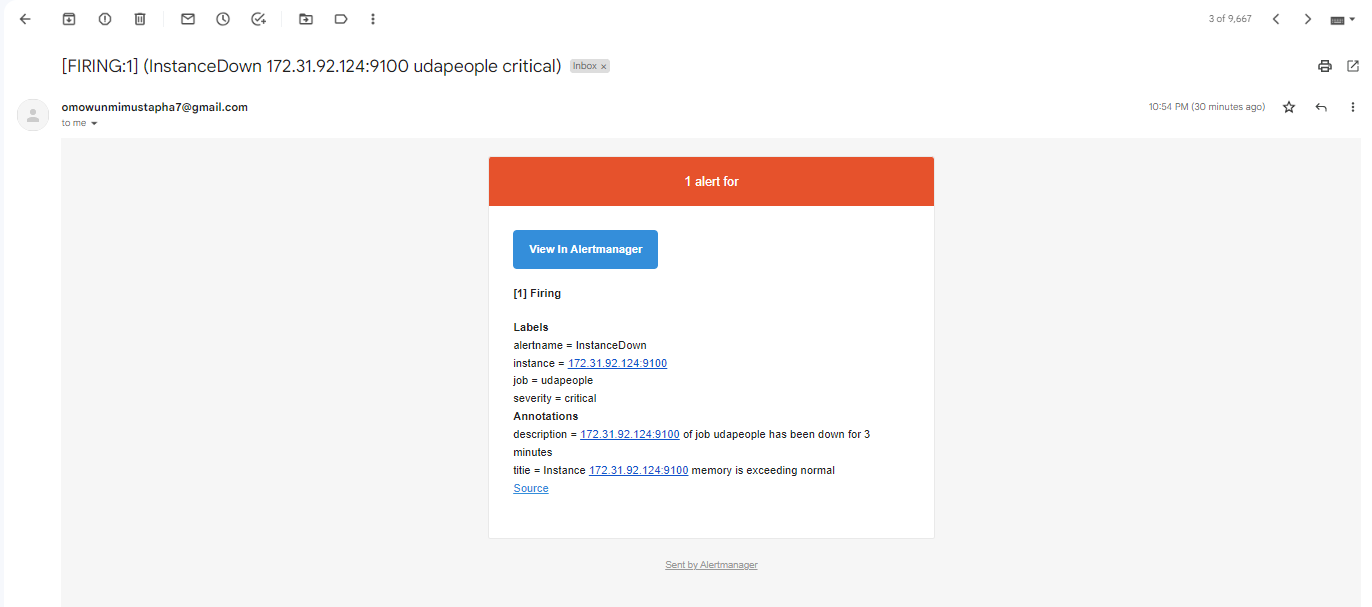 3 of 9,667
[FIRING:1] (InstanceDown 172.31.92.124:9100 udapeople critical)
Inbox ×
omowunmimustapha7@gmail.com
10:54 PM (30 minutes ago)
to me
1 alert for
View In Alertmanager
[1] Firing
Labels
alertname = InstanceDown
instance = 172.31.92.124:9100
job = udapeople
severity = critical
Annotations
description = 172.31.92.124:9100 of job udapeople has been down for 3
minutes
titie = Instance 172.31.92.124:9100 memory is exceeding normal
Source
Sent by Alertmanager